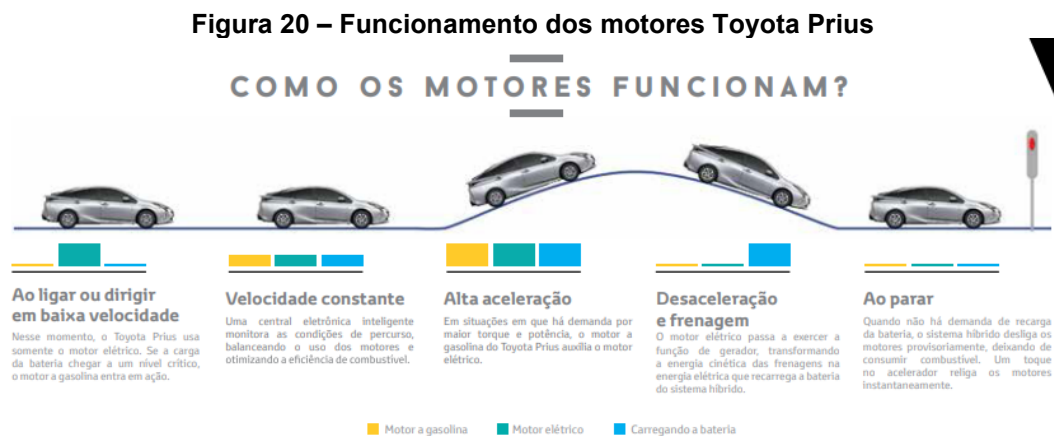 Figura 20 – Funcionamento dos motores Toyota Prius
COMO OS MOTORES FUNCIONAM?
Ao ligar ou dirigir
em baixa velocidade
Nesse momento, o Toyota Prius usa
somente o motor elétrico. Se a carga
da bateria chegar a um nível crítico,
o motor a gasolina entra em ação.
Velocidade constante
Uma central eletrônica inteligente
monitora as condições de percurso,
balanceando o uso dos motores e
otimizando a eficiência de combustível.
Alta aceleração
Em situações em que há demanda por
maior torque e potência, o motor a
gasolina do Toyota Prius auxilia o motor
elétrico.
Desaceleração
e frenagem
O motor elétrico passa a exercer a
função de gerador, transformando
a energia cinética das frenagens na
energia elétrica que recarrega a bateria
do sistema híbrido.
Ao parar
Quando não há demanda de recarga
da bateria, o sistema híbrido desliga os
motores provisoriamente, deixando de
consumir combustível. Um toque
no acelerador religa os motores
instantaneamente.
Motor a gasolina
Motor elétrico
Carregando a bateria